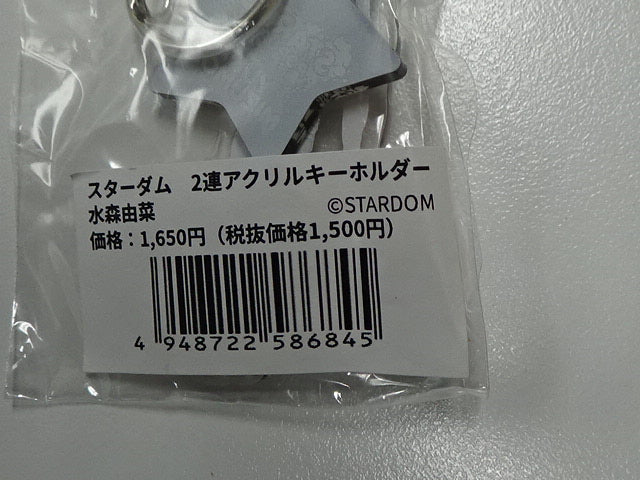 スターダム 2連アクリルキーホルダー
水森由菜 ©STARDOM
価格：1,650円（税抜価格1,500円）
4 948722 586845